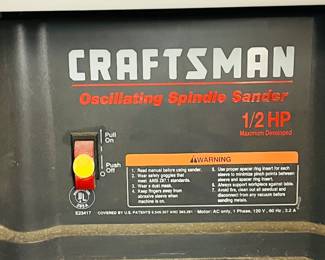 CRAFTSMAN
Oscillating Spindle Sander
1/2 HP
Maximum Developed
Pull
On
Push
Off
WARNING
1. Read manual before using sander.
2. Wear safety goggles that
meet ANSI Z87.1 standards.
3. Wear a dust mask.
4. Keep fingers away from
abrasive sleeve when
machine is on.
5. Use proper spacer ring insert for each
sleeve to minimize pinch points between
sleeve and spacer ring insert.
6. Always support workpiece against table.
7. Avoid fire, clean out all sawdust and
disconnect from any vacuum before
sanding metals.
UL
E23417
COVERED BY U.S. PATENTS
Motor: AC only, 1 Phase, 120 V, 60 Hz, 3.2 A